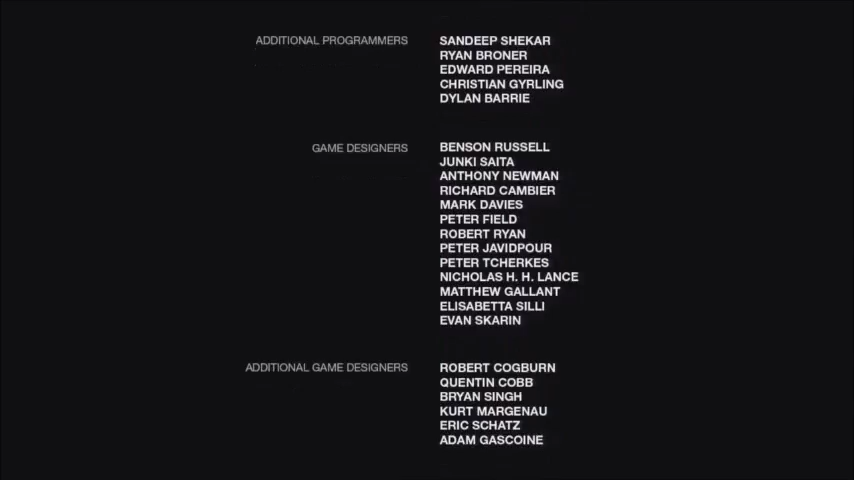 ADDITIONAL PROGRAMMERS SANDEEP SHEKAR
RYAN BRONER
EDWARD PEREIRA
CHRISTIAN GYRLING
DYLAN BARRIE
GAME DESIGNERS BENSON RUSSELL
JUNKI SAITA
ANTHONY NEWMAN
RICHARD CAMBIER
MARK DAVIES
PETER FIELD
ROBERT RYAN
PETER JAVIDPOUR
PETER TCHERKES
NICHOLAS H. H. LANCE
MATTHEW GALLANT
ELISABETTA SILLI
EVAN SKARIN
ADDITIONAL GAME DESIGNERS ROBERT COGBURN
QUENTIN COBB
BRYAN SINGH
KURT MARGENAU
ERIC SCHATZ
ADAM GASCOINE